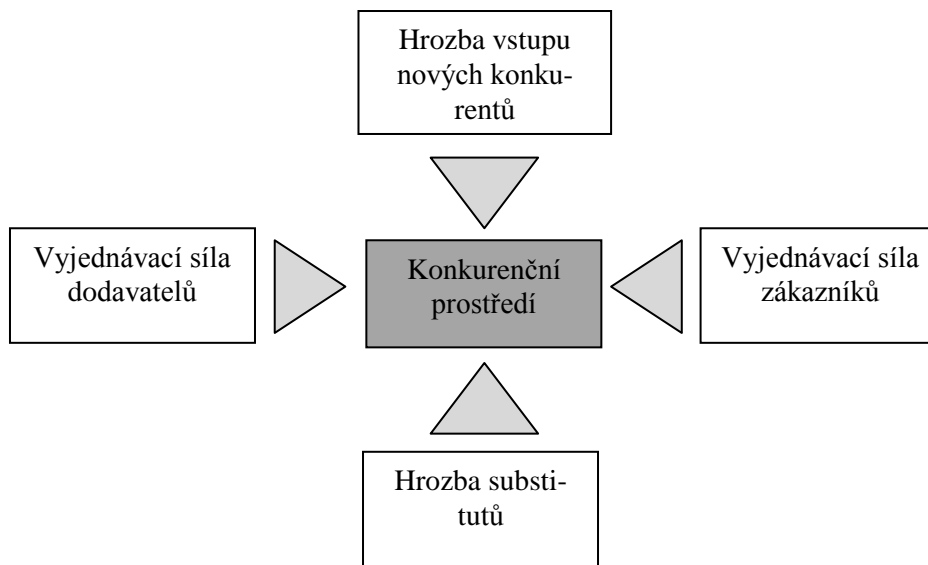 Hrozba vstupu
nových konku-
rentů
Vyjednávací síla
dodavatelů
Konkurenční
prostředí
Vyjednávací síla
zákazníků
Hrozba substi-
tutů